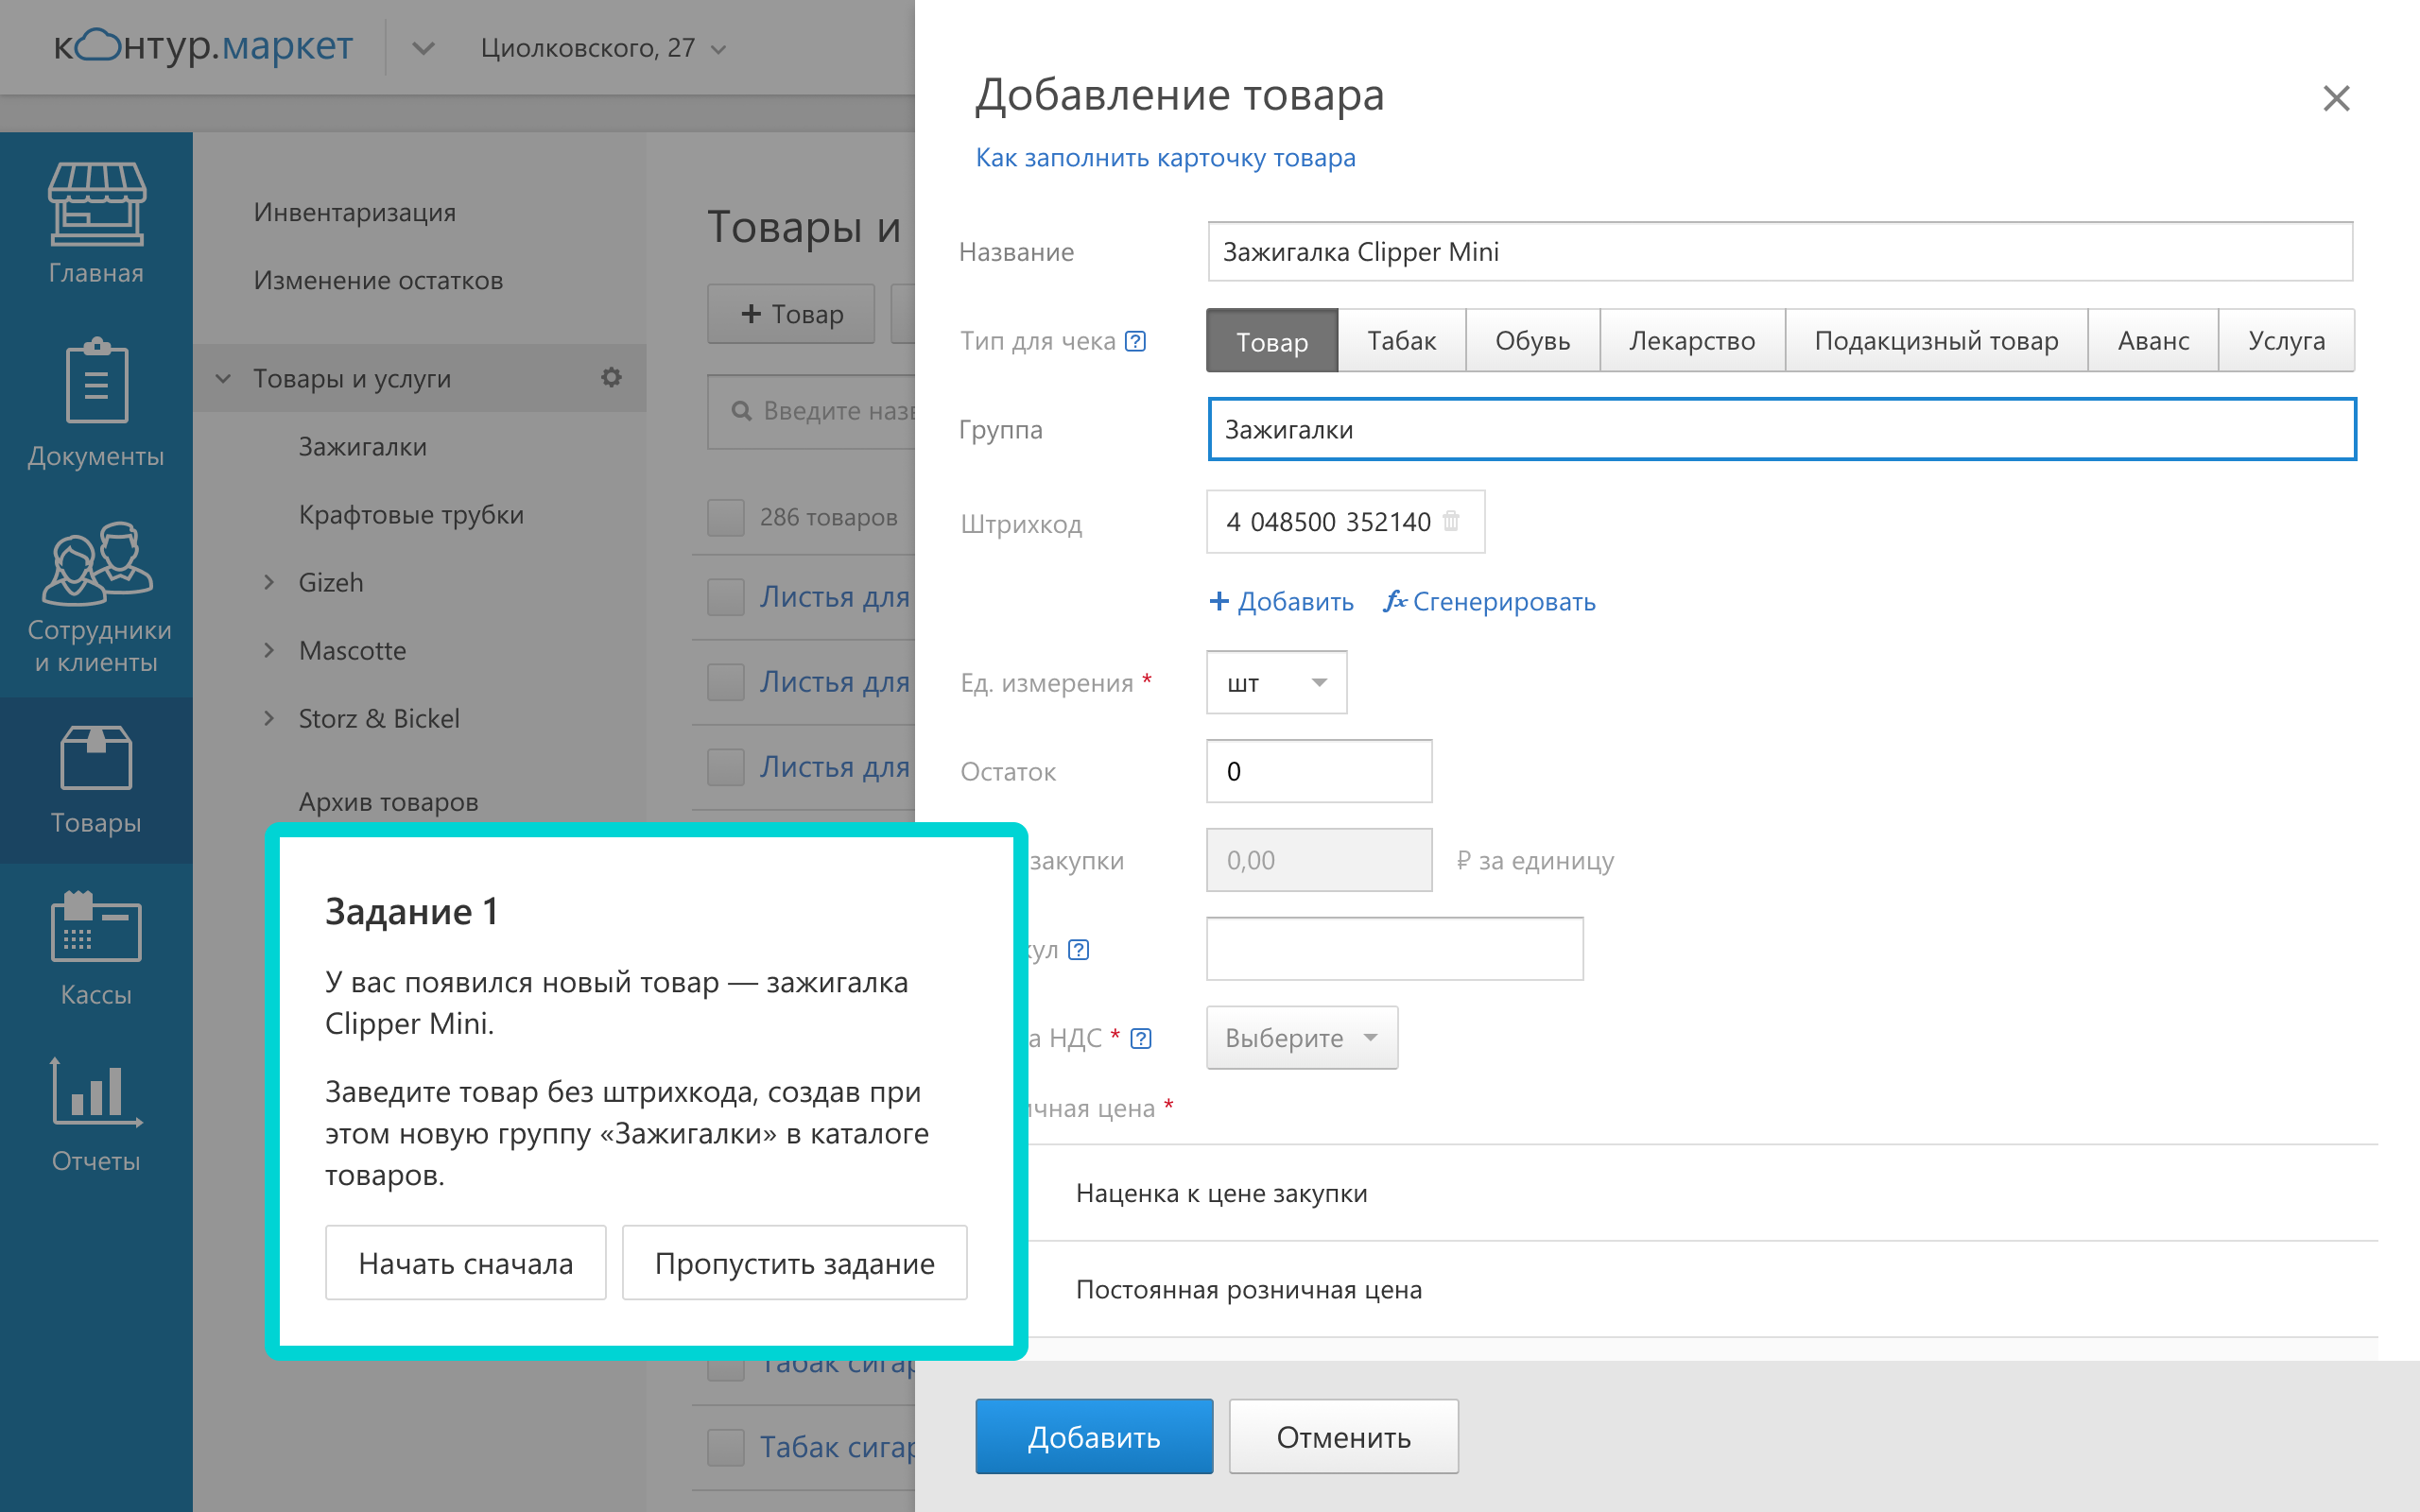 контур.маркет
Циолковского, 27
Главная
Документы
Сотрудники
и клиенты
Товары
Кассы
Отчеты
Инвентаризация
Изменение остатков
Товары и услуги
Зажигалки
Крафтовые трубки
Gizeh
Mascotte
Storz & Bickel
Архив товаров
Товары и
+ Товар
Введите назв
286 товаров
Листья для
Листья для
Листья для
Табак сигар
Табак сигар
Задание 1
У вас появился новый товар — зажигалка
Clipper Mini.
Заведите товар без штрихкода, создав при
этом новую группу «Зажигалки» в каталоге
товаров.
Начать сначала
Пропустить задание
Добавление товара
Как заполнить карточку товара
Название
Зажигалка Clipper Mini
Тип для чека ?
Товар
Табак
Обувь
Лекарство
Подакцизный товар
Аванс
Услуга
Группа
Зажигалки
Штрихкод
4 048500 352140
+ Добавить
fx Сгенерировать
Ед. измерения *
шт
Остаток
0
закупки
0,00
₽ за единицу
кул ?
а НДС * ?
Выберите
ичная цена *
Наценка к цене закупки
Постоянная розничная цена
Добавить
Отменить